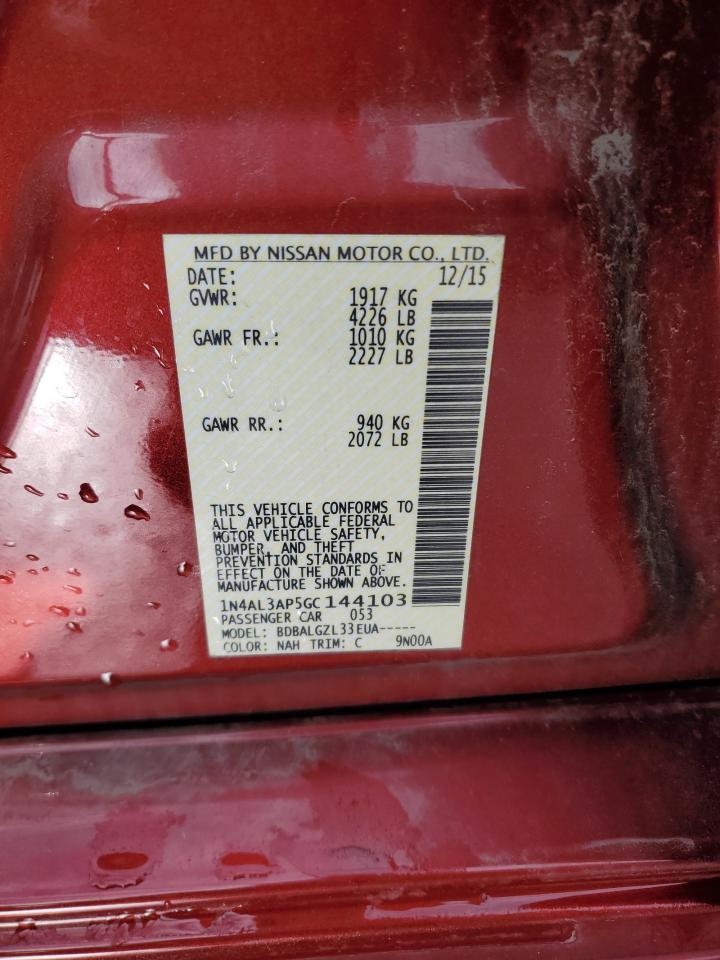 MFD BY NISSAN MOTOR CO., LTD.
DATE: 12/15
GVWR: 1917 KG
4226 LB
GAWR FR.: 1010 KG
2227 LB
GAWR RR.: 940 KG
2072 LB
THIS VEHICLE CONFORMS TO
ALL APPLICABLE FEDERAL
MOTOR VEHICLE SAFETY,
BUMPER, AND THEFT
PREVENTION STANDARDS IN
EFFECT ON THE DATE OF
MANUFACTURE SHOWN ABOVE.
1N4AL3AP5GC144103
PASSENGER CAR 053
MODEL: BDBALGZL33EUA-----
COLOR: NAH TRIM: C 9N00A